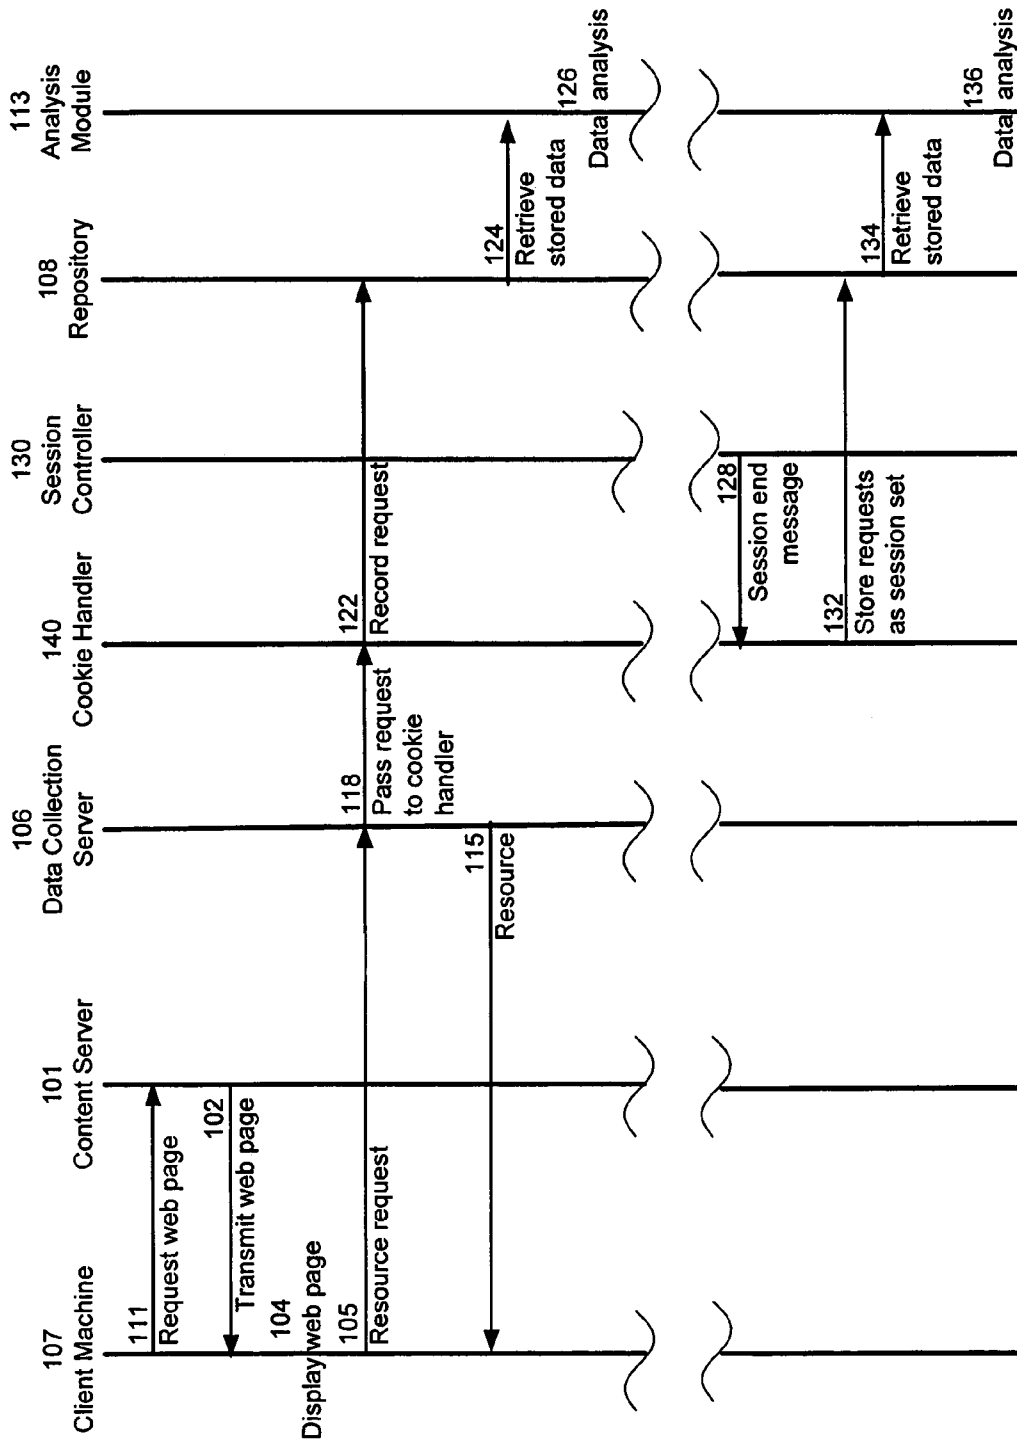 107
Client Machine
101
Content Server
106
Data Collection
Server
140
Cookie Handler
130
Session
Controller
108
Repository
113
Analysis
Module
111
Request web page
102
Transmit web page
104
Display web page
105
Resource request
118
Pass request
to cookie
handler
122
Record request
115
Resource
124
Retrieve
stored data
126
Data analysis
128
Session end
message
132
Store requests
as session set
134
Retrieve
stored data
136
Data analysis